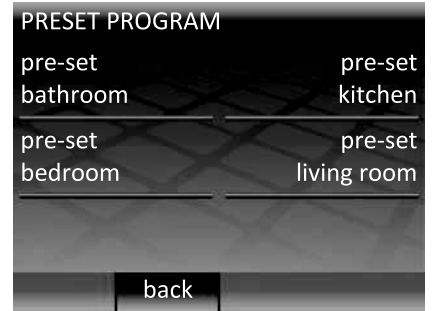 PRESET PROGRAM
pre-set
bathroom
pre-set
kitchen
pre-set
bedroom
pre-set
living room
back